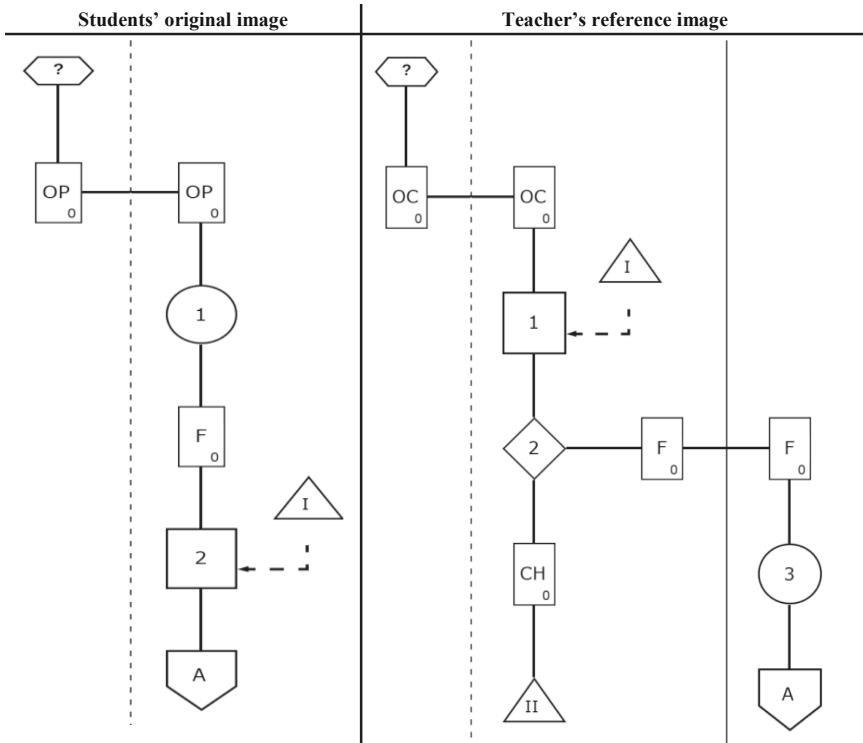 Students’ original image
Teacher’s reference image
?
OP
0
OP
0
1
F
0
I
2
A
?
OC
0
OC
0
I
1
2
F
0
F
0
CH
0
3
II
A